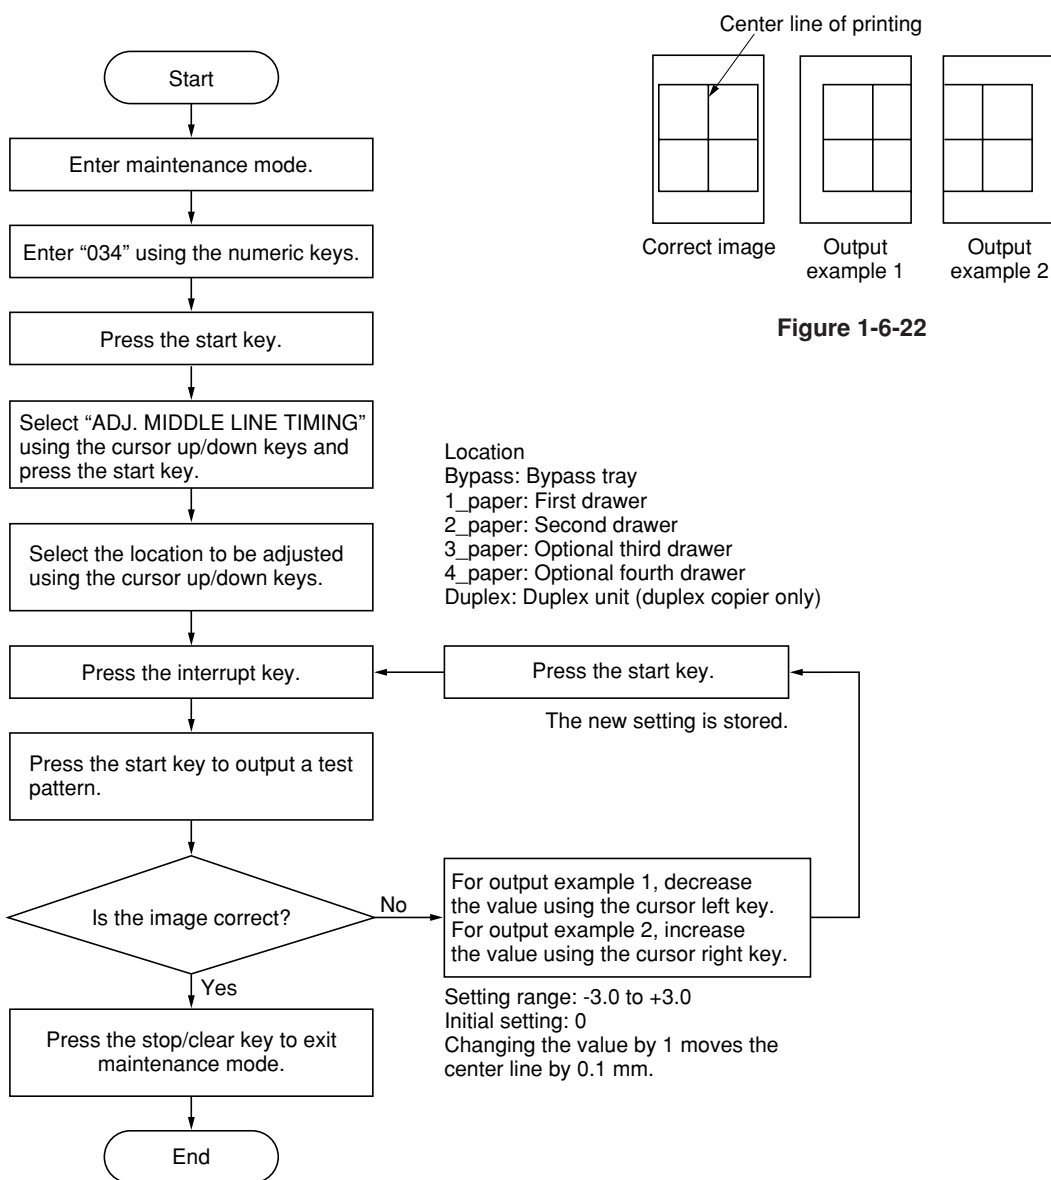 Center line of printing
Correct image
Output
example 1
Output
example 2
Figure 1-6-22
Start
Enter maintenance mode.
Enter “034” using the numeric keys.
Press the start key.
Select “ADJ. MIDDLE LINE TIMING”
using the cursor up/down keys and
press the start key.
Select the location to be adjusted
using the cursor up/down keys.
Location
Bypass: Bypass tray
1_paper: First drawer
2_paper: Second drawer
3_paper: Optional third drawer
4_paper: Optional fourth drawer
Duplex: Duplex unit (duplex copier only)
Press the interrupt key.
Press the start key.
The new setting is stored.
Press the start key to output a test
pattern.
Is the image correct?
No
For output example 1, decrease
the value using the cursor left key.
For output example 2, increase
the value using the cursor right key.
Setting range: -3.0 to +3.0
Initial setting: 0
Changing the value by 1 moves the
center line by 0.1 mm.
Yes
Press the stop/clear key to exit
maintenance mode.
End